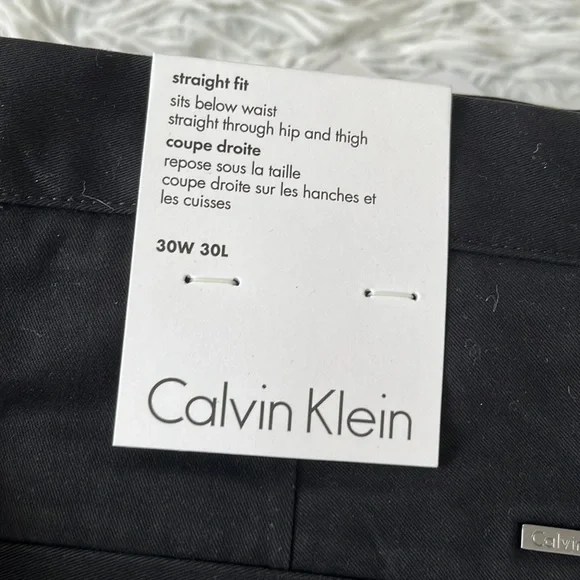 straight fit
sits below waist
straight through hip and thigh
coupe droite
repose sous la taille
coupe droite sur les hanches et
les cuisses
30W 30L
Calvin Klein